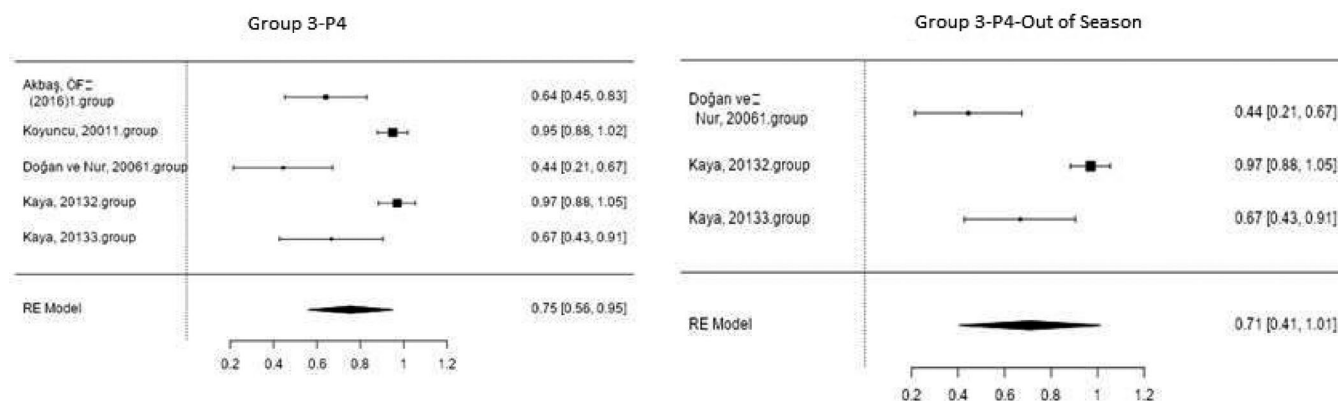 Group 3-P4
Akbaş, ÖF
(2016)1.group 0.64 [0.45, 0.83]
Koyuncu, 20011.group 0.95 [0.88, 1.02]
Doğan ve Nur, 20061.group 0.44 [0.21, 0.67]
Kaya, 20132.group 0.97 [0.88, 1.05]
Kaya, 20133.group 0.67 [0.43, 0.91]
RE Model 0.75 [0.56, 0.95]
0.2 0.4 0.6 0.8 1 1.2
Group 3-P4-Out of Season
Doğan ve
Nur, 20061.group 0.44 [0.21, 0.67]
Kaya, 20132.group 0.97 [0.88, 1.05]
Kaya, 20133.group 0.67 [0.43, 0.91]
RE Model 0.71 [0.41, 1.01]
0.2 0.4 0.6 0.8 1 1.2